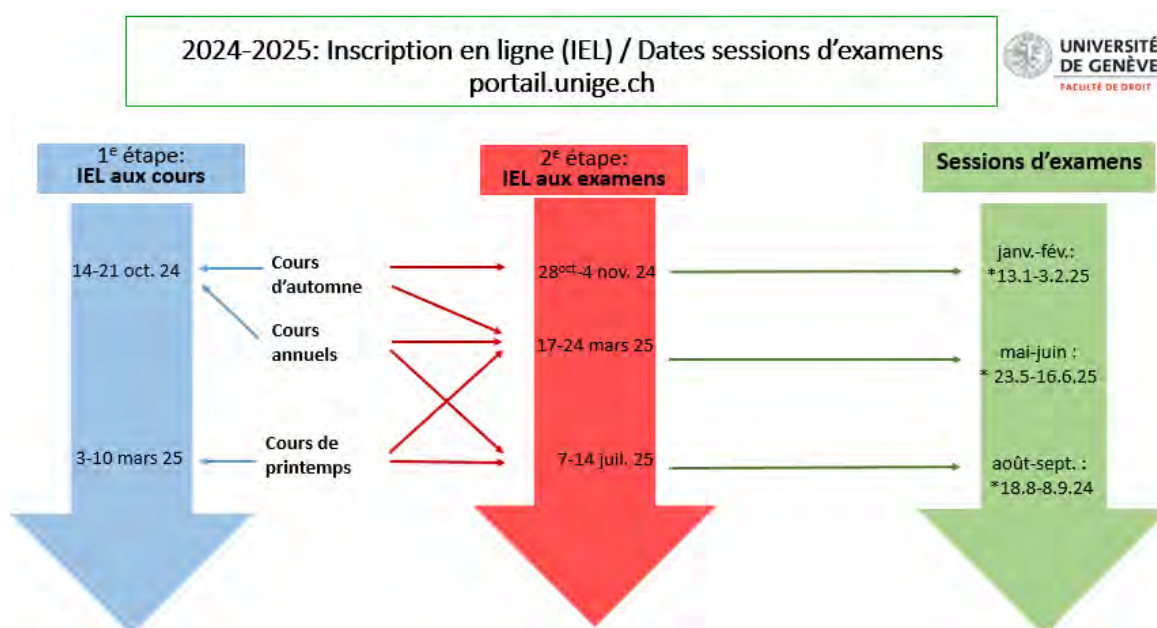 2024-2025: Inscription en ligne (IEL) / Dates sessions d'examens
portail.unige.ch
UNIVERSITÉ
DE GENÈVE
FACULTÉ DE DROIT
1e étape:
IEL aux cours
2e étape:
IEL aux examens
Sessions d'examens
14-21 oct. 24
Cours
d'automne
28oct-4 nov. 24
janv.-fév.:
*13.1-3.2.25
Cours
annuels
17-24 mars 25
mai-juin :
* 23.5-16.6.25
3-10 mars 25
Cours de
printemps
7-14 juil. 25
août-sept. :
*18.8-8.9.24